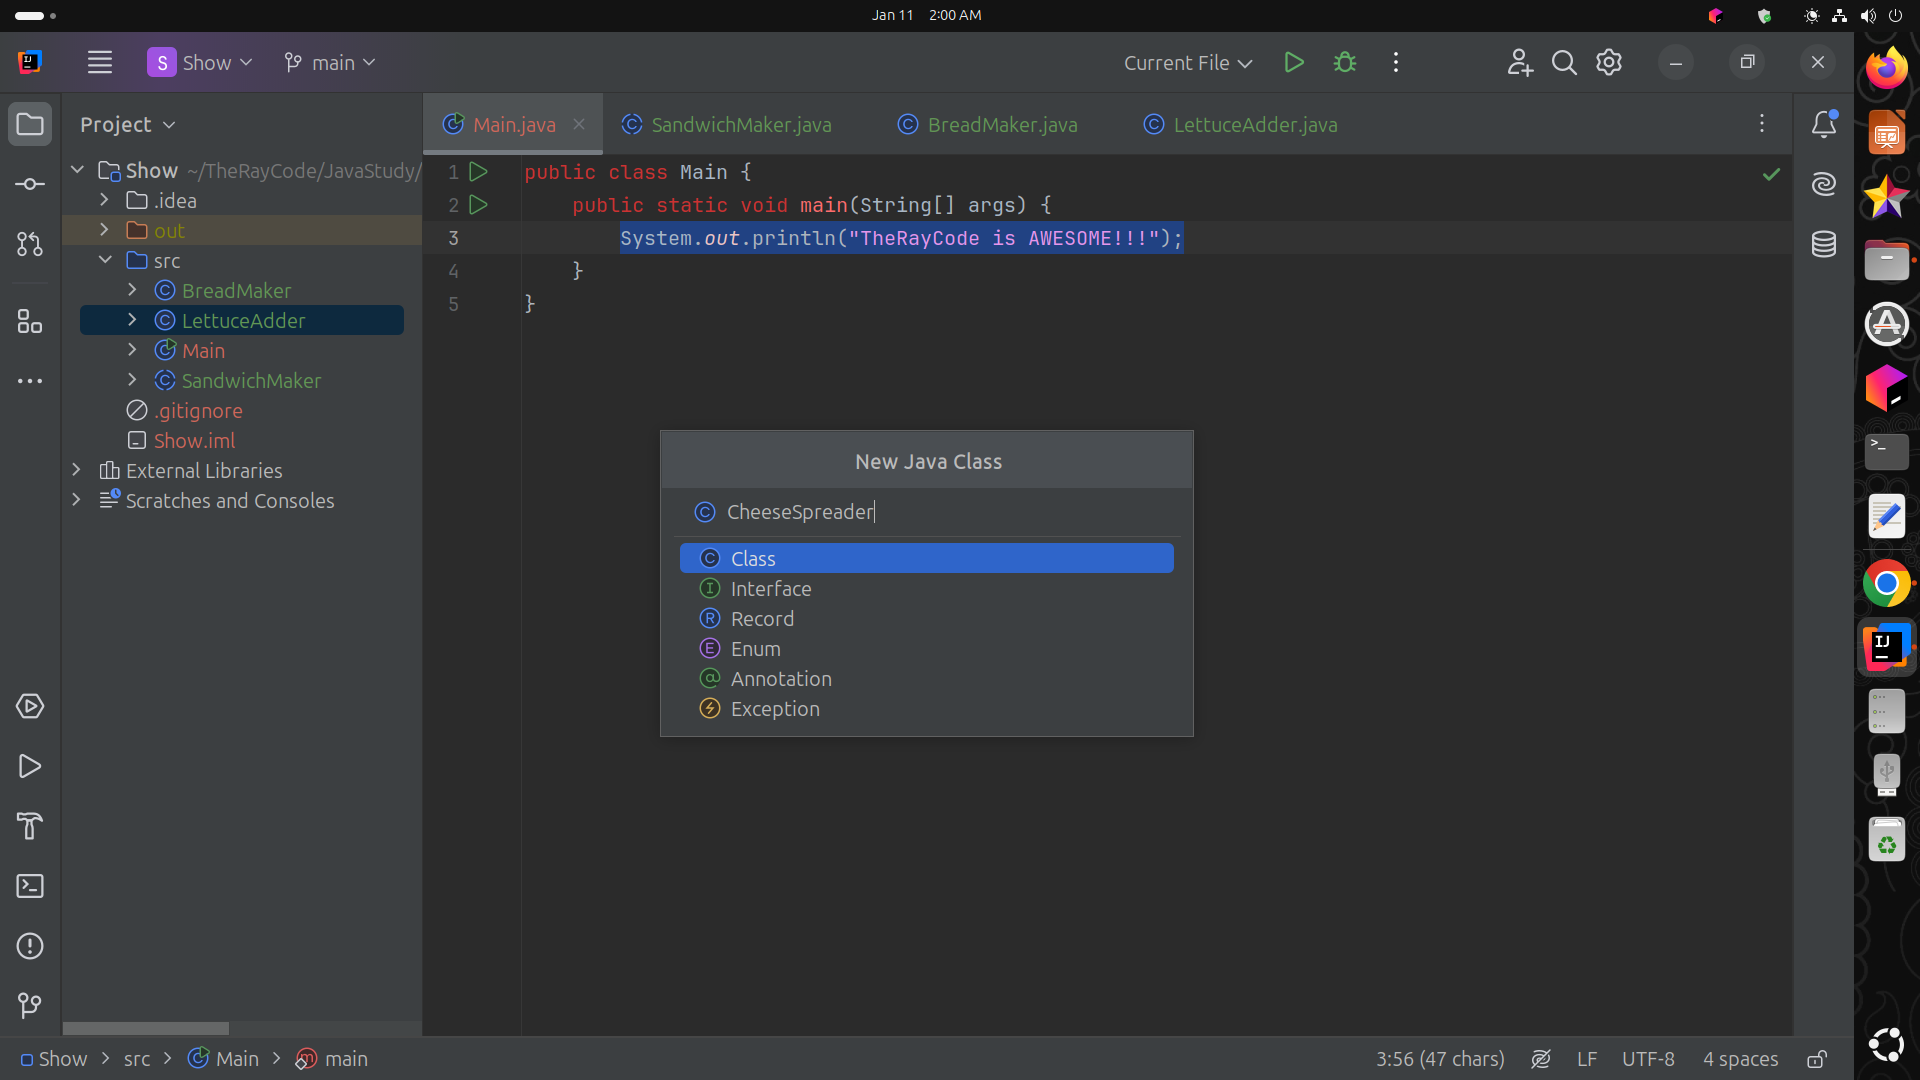 Jan 11 2:00 AM
S Show main
Current File
Project
Main.java
SandwichMaker.java
BreadMaker.java
LettuceAdder.java
Show ~/TheRayCode/JavaStudy/
.idea
out
src
BreadMaker
LettuceAdder
Main
SandwichMaker
.gitignore
Show.iml
External Libraries
Scratches and Consoles
1 public class Main {
2 public static void main(String[] args) {
3 System.out.println("TheRayCode is AWESOME!!!");
4 }
5 }
New Java Class
CheeseSpreader
Class
Interface
Record
Enum
Annotation
Exception
Show > src > Main > main
3:56 (47 chars) LF UTF-8 4 spaces